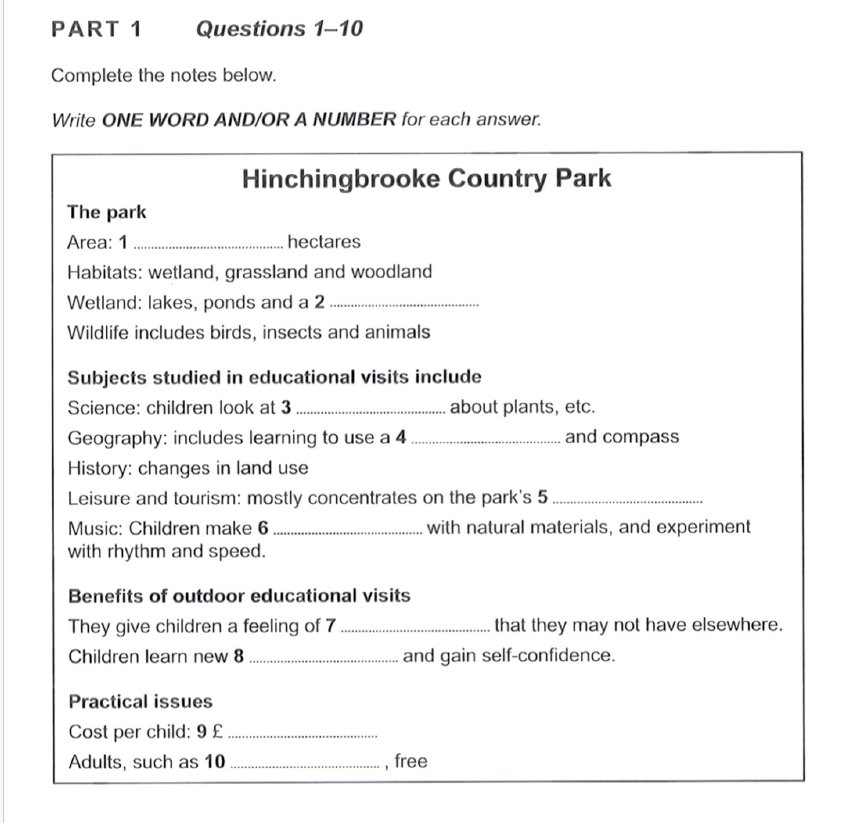 PART 1 Questions 1–10
Complete the notes below.
Write ONE WORD AND/OR A NUMBER for each answer.
Hinchingbrooke Country Park
The park
Area: 1 .................................... hectares
Habitats: wetland, grassland and woodland
Wetland: lakes, ponds and a 2 ....................................
Wildlife includes birds, insects and animals
Subjects studied in educational visits include
Science: children look at 3 .................................... about plants, etc.
Geography: includes learning to use a 4 .................................... and compass
History: changes in land use
Leisure and tourism: mostly concentrates on the park's 5 ....................................
Music: Children make 6 .................................... with natural materials, and experiment
with rhythm and speed.
Benefits of outdoor educational visits
They give children a feeling of 7 .................................... that they may not have elsewhere.
Children learn new 8 .................................... and gain self-confidence.
Practical issues
Cost per child: 9 £ ....................................
Adults, such as 10 .................................... , free